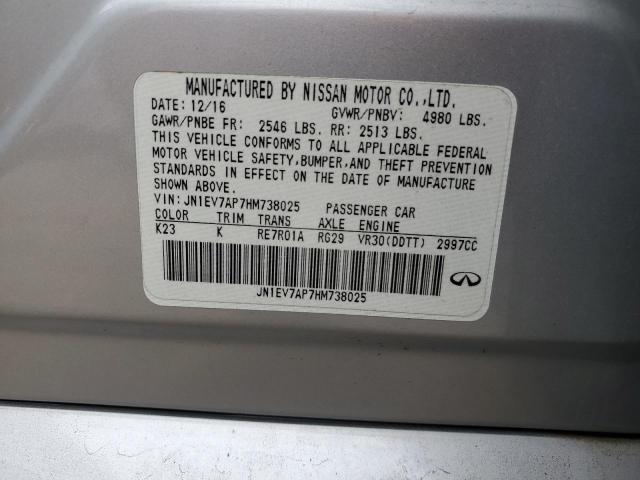 MANUFACTURED BY NISSAN MOTOR CO.,LTD.
DATE: 12/16 GVWR/PNBV: 4980 LBS.
GAWR/PNBE FR: 2546 LBS. RR: 2513 LBS.
THIS VEHICLE CONFORMS TO ALL APPLICABLE FEDERAL
MOTOR VEHICLE SAFETY,BUMPER,AND THEFT PREVENTION
STANDARDS IN EFFECT ON THE DATE OF MANUFACTURE
SHOWN ABOVE.
VIN: JN1EV7AP7HM738025 PASSENGER CAR
COLOR TRIM TRANS AXLE ENGINE
K23 K RE7R01A RG29 VR30(DDTT) 2997CC
JN1EV7AP7HM738025